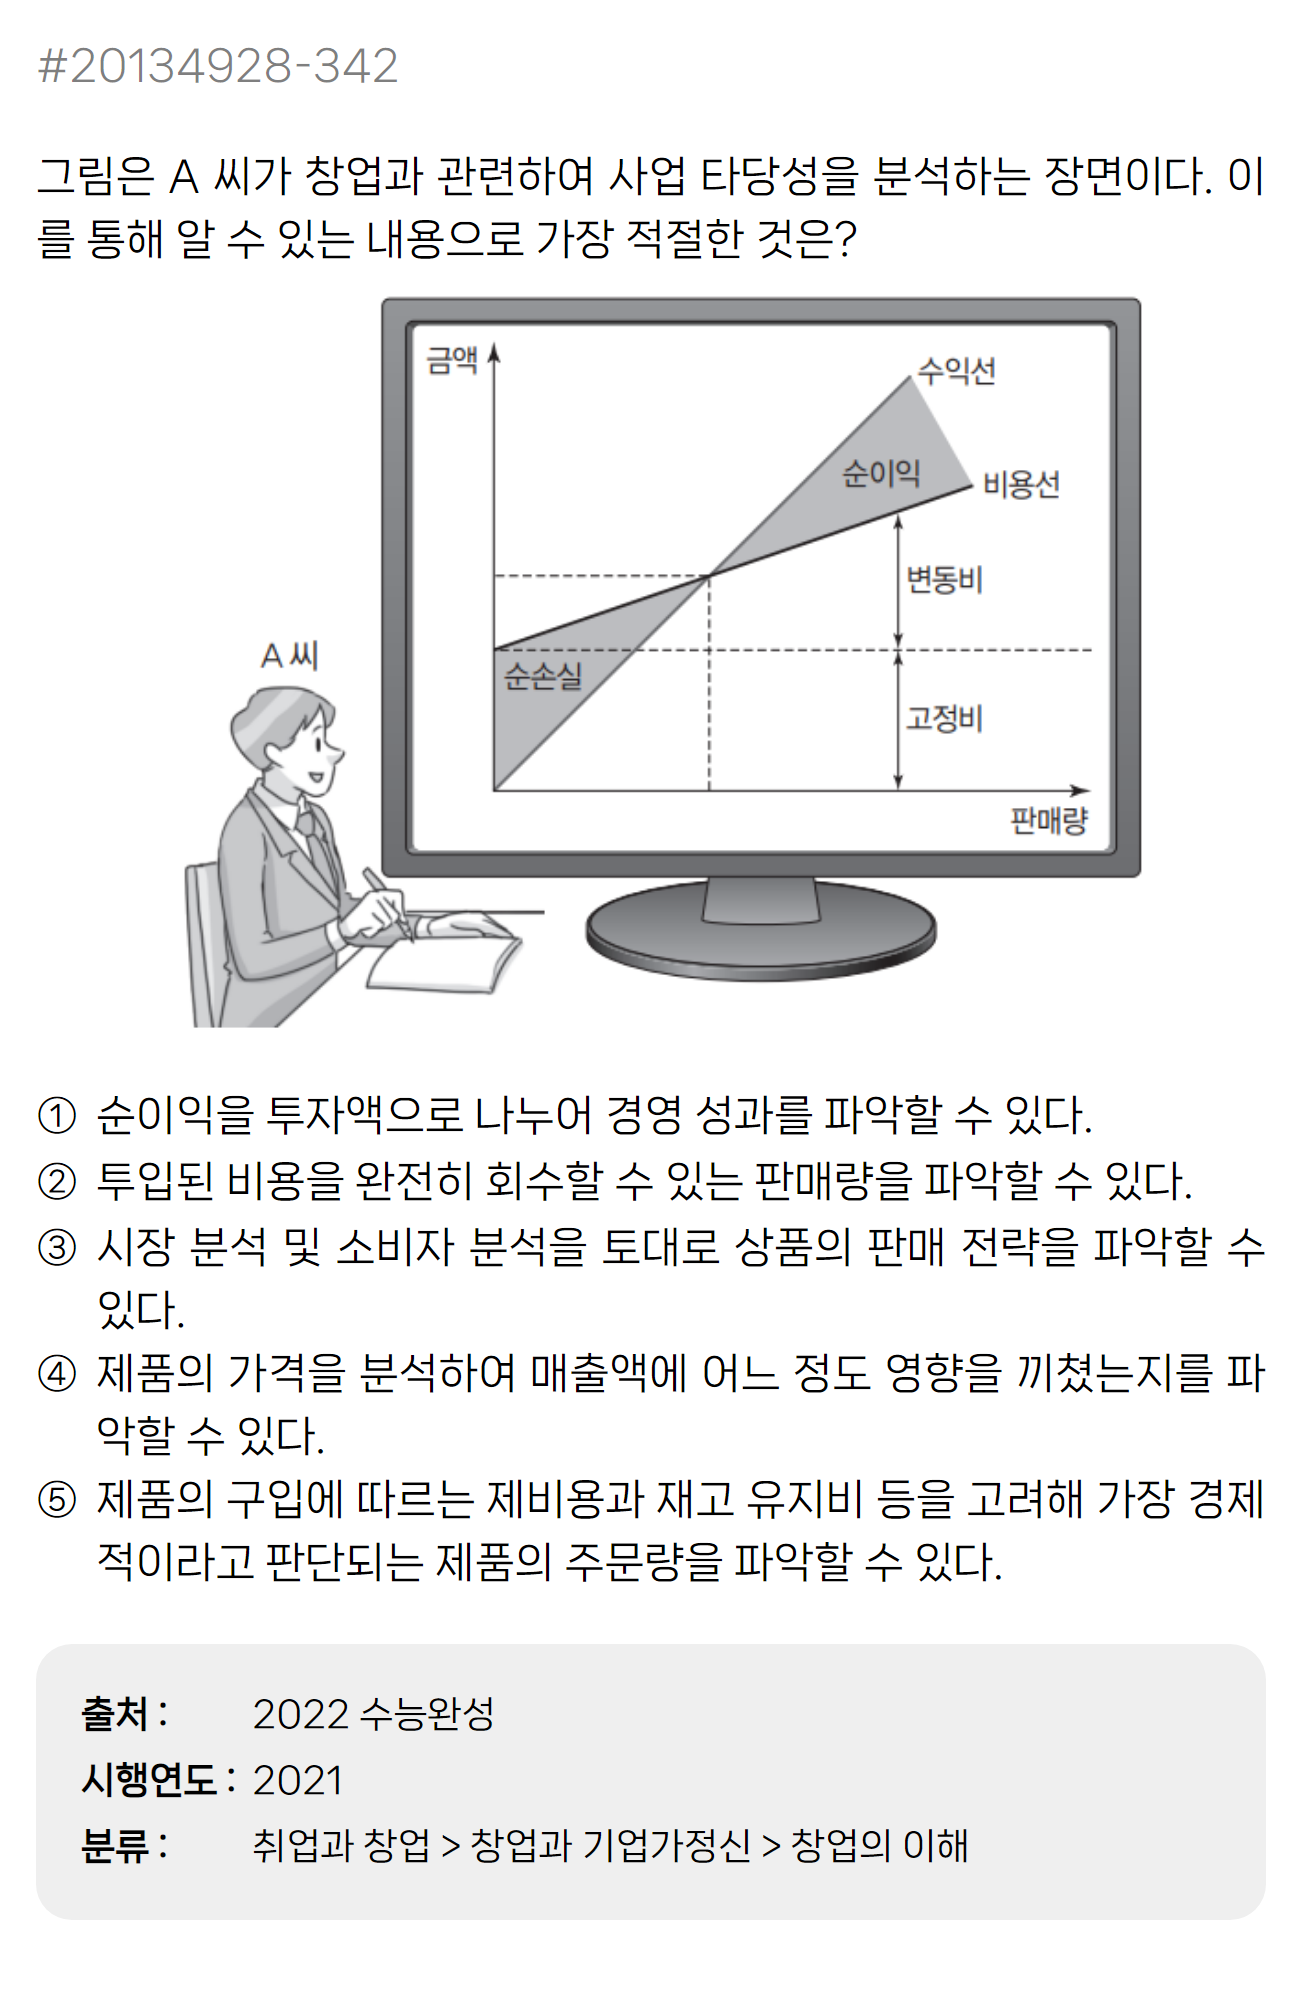 #20134928-342
그림은 A 씨가 창업과 관련하여 사업 타당성을 분석하는 장면이다. 이
를 통해 알 수 있는 내용으로 가장 적절한 것은?
금액
수익선
순이익
비용선
변동비
A 씨
순손실
고정비
판매량
① 순이익을 투자액으로 나누어 경영 성과를 파악할 수 있다.
② 투입된 비용을 완전히 회수할 수 있는 판매량을 파악할 수 있다.
③ 시장 분석 및 소비자 분석을 토대로 상품의 판매 전략을 파악할 수
있다.
④ 제품의 가격을 분석하여 매출액에 어느 정도 영향을 끼쳤는지를 파
악할 수 있다.
⑤ 제품의 구입에 따르는 제비용과 재고 유지비 등을 고려해 가장 경제
적이라고 판단되는 제품의 주문량을 파악할 수 있다.
출처 : 2022 수능완성
시행연도 : 2021
분류 : 취업과 창업 > 창업과 기업가정신 > 창업의 이해